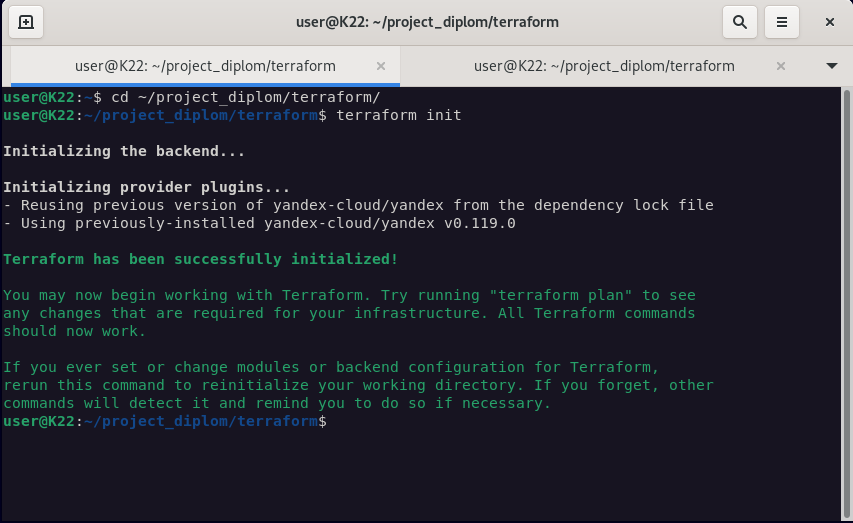 user@K22: ~/project_diplom/terraform
user@K22: ~/project_diplom/terraform
user@K22: ~/project_diplom/terraform
user@K22:~$ cd ~/project_diplom/terraform/
user@K22:~/project_diplom/terraform$ terraform init
Initializing the backend...
Initializing provider plugins...
- Reusing previous version of yandex-cloud/yandex from the dependency lock file
- Using previously-installed yandex-cloud/yandex v0.119.0
Terraform has been successfully initialized!
You may now begin working with Terraform. Try running "terraform plan" to see
any changes that are required for your infrastructure. All Terraform commands
should now work.
If you ever set or change modules or backend configuration for Terraform,
rerun this command to reinitialize your working directory. If you forget, other
commands will detect it and remind you to do so if necessary.
user@K22:~/project_diplom/terraform$